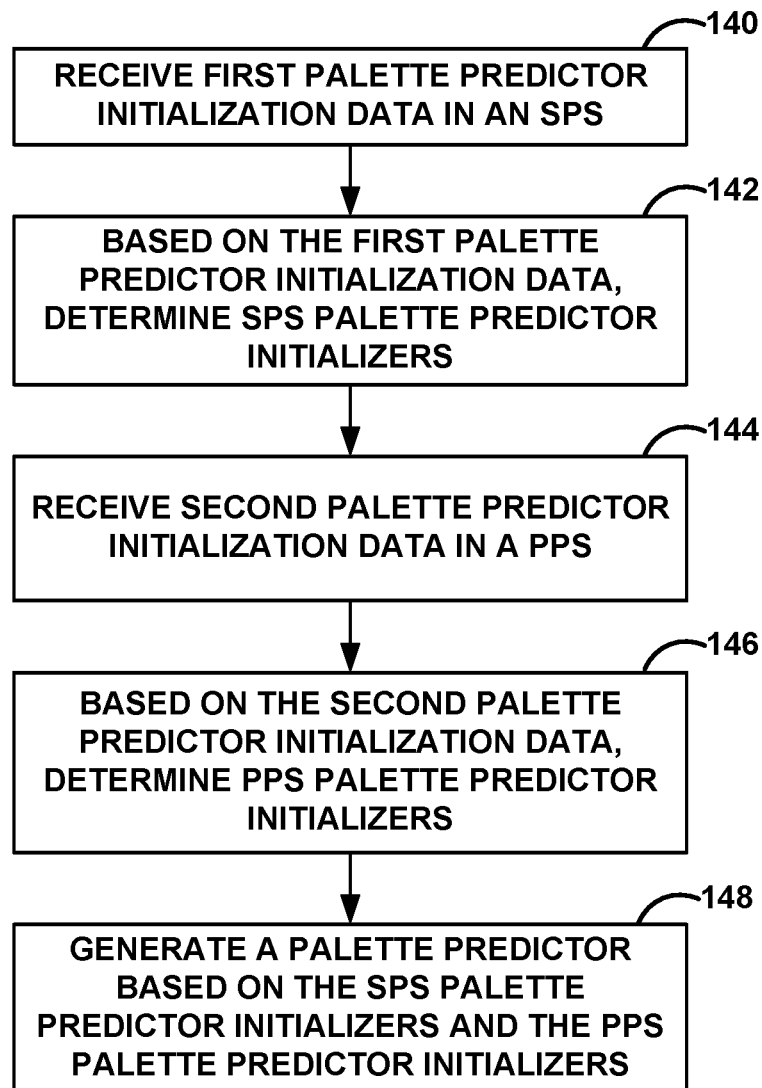 140
RECEIVE FIRST PALETTE PREDICTOR
INITIALIZATION DATA IN AN SPS
142
BASED ON THE FIRST PALETTE
PREDICTOR INITIALIZATION DATA,
DETERMINE SPS PALETTE PREDICTOR
INITIALIZERS
144
RECEIVE SECOND PALETTE PREDICTOR
INITIALIZATION DATA IN A PPS
146
BASED ON THE SECOND PALETTE
PREDICTOR INITIALIZATION DATA,
DETERMINE PPS PALETTE PREDICTOR
INITIALIZERS
148
GENERATE A PALETTE PREDICTOR
BASED ON THE SPS PALETTE
PREDICTOR INITIALIZERS AND THE PPS
PALETTE PREDICTOR INITIALIZERS